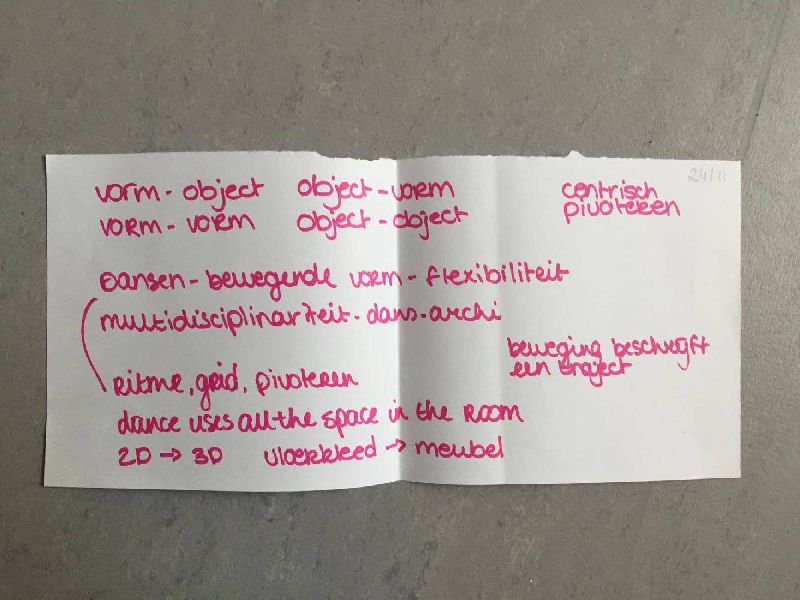 24/11
vorm - object object - vorm
centrisch
vorm - vorm object - object
pivoteren
dansen - bewegende vorm - flexibiliteit
multidisciplinariteit - dans - archi
beweging beschrijft
een traject
ritme, grid, pivoteren
dance uses all the space in the room
2D → 3D vloerkleed → meubel